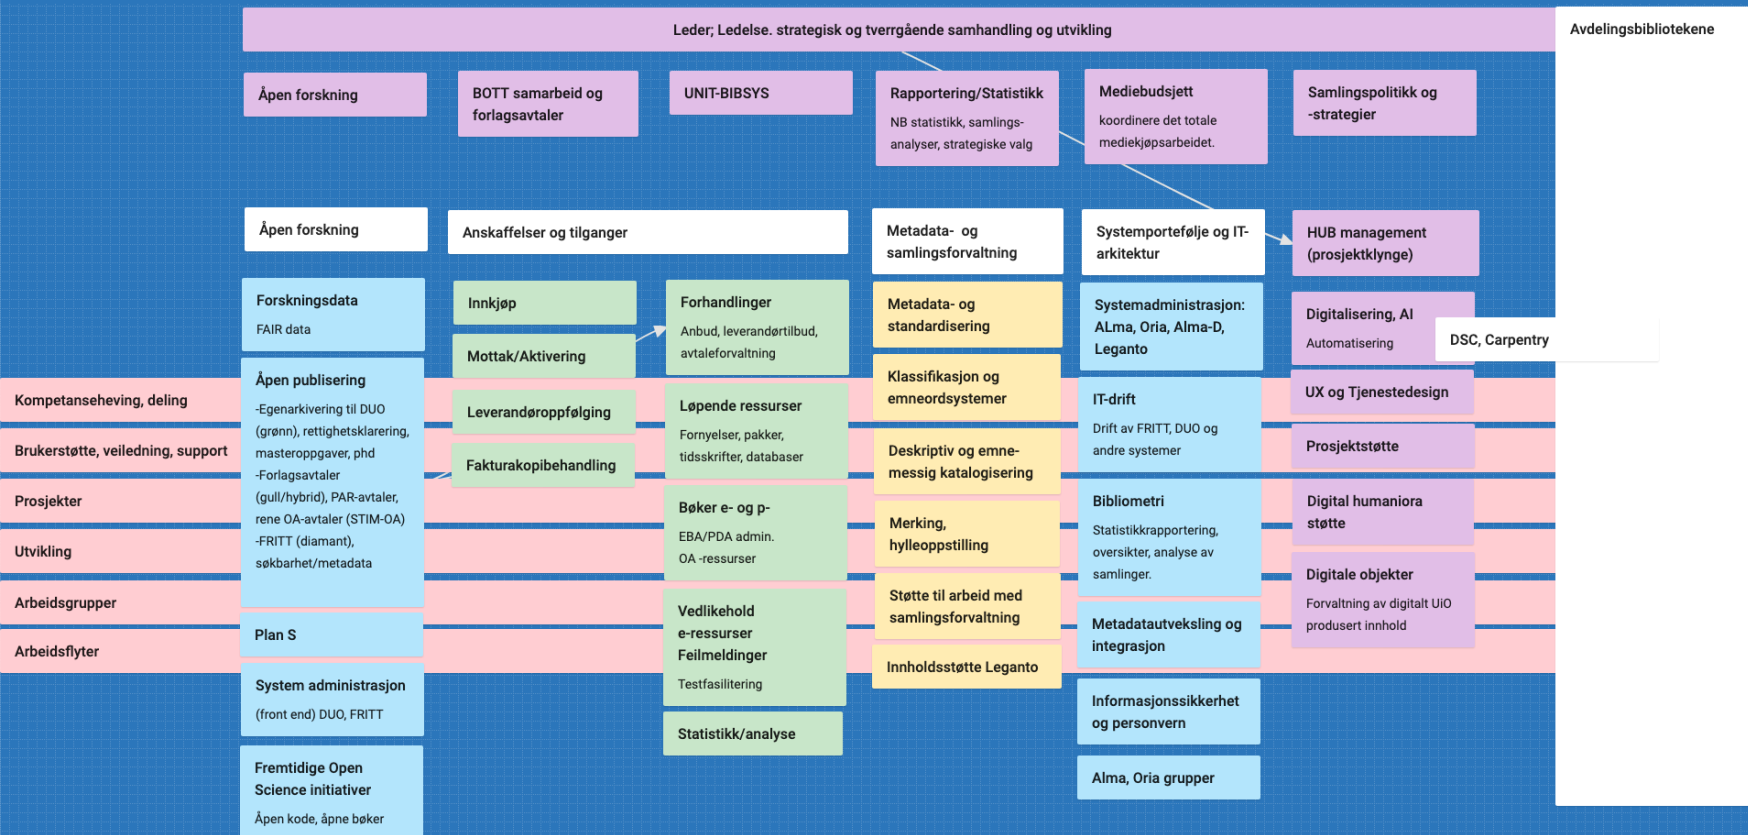 Leder; Ledelse. strategisk og tverrgående samhandling og utvikling
Avdelingsbibliotekene
Åpen forskning
BOTT samarbeid og
forlagsavtaler
UNIT-BIBSYS
Rapportering/Statistikk
NB statistikk, samlings-
analyser, strategiske valg
Mediebudsjett
koordinere det totale
mediekjøpsarbeidet.
Samlingspolitikk og
-strategier
Åpen forskning
Anskaffelser og tilganger
Metadata- og
samlingsforvaltning
Systemportefølje og IT-
arkitektur
HUB management
(prosjektklynge)
Kompetanseheving, deling
Brukerstøtte, veiledning, support
Prosjekter
Utvikling
Arbeidsgrupper
Arbeidsflyter
Forskningsdata
FAIR data
Åpen publisering
-Egenarkivering til DUO
(grønn), rettighetsklarering,
masteroppgaver, phd
-Forlagsavtaler
(gull/hybrid), PAR-avtaler,
rene OA-avtaler (STIM-OA)
-FRITT (diamant),
søkbarhet/metadata
Plan S
System administrasjon
(front end) DUO, FRITT
Fremtidige Open
Science initiativer
Åpen kode, åpne bøker
Innkjøp
Mottak/Aktivering
Leverandøroppfølging
Fakturakopibehandling
Forhandlinger
Anbud, leverandørtilbud,
avtaleforvaltning
Løpende ressurser
Fornyelser, pakker,
tidsskrifter, databaser
Bøker e- og p-
EBA/PDA admin.
OA -ressurser
Vedlikehold
e-ressurser
Feilmeldinger
Testfasilitering
Statistikk/analyse
Metadata- og
standardisering
Klassifikasjon og
emneordsystemer
Deskriptiv og emne-
messig katalogisering
Merking,
hylleoppstilling
Støtte til arbeid med
samlingsforvaltning
Innholdsstøtte Leganto
Systemadministrasjon:
ALma, Oria, Alma-D,
Leganto
IT-drift
Drift av FRITT, DUO og
andre systemer
Bibliometri
Statistikkrapportering,
oversikter, analyse av
samlinger.
Metadatautveksling og
integrasjon
Informasjonssikkerhet
og personvern
Alma, Oria grupper
Digitalisering, AI
Automatisering
DSC, Carpentry
UX og Tjenestedesign
Prosjektstøtte
Digital humaniora
støtte
Digitale objekter
Forvaltning av digitalt UiO
produsert innhold